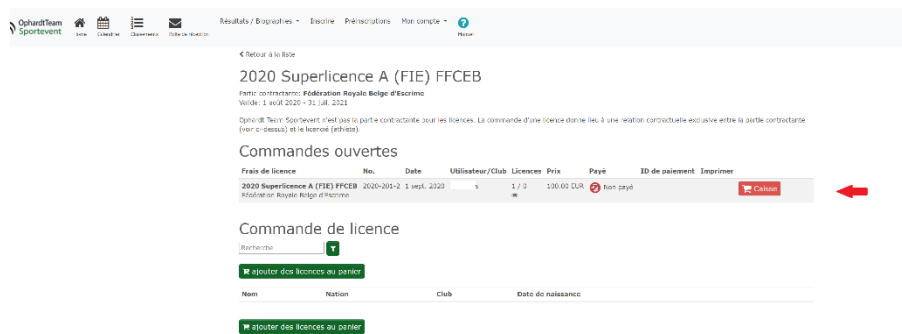 OphardtTeam
Sportevent
Calendrier
Classements
Boîte de réception
Résultats / Biographies
Inscrire
Préinscriptions
Mon compte
Manuel
Retour à la liste
2020 Superlicence A (FIE) FFCEB
Partie contractante: Fédération Royale Belge d'Escrime
Valide: 1 août 2020 - 31 juil. 2021
Ophardt Team Sportevent n'est pas la partie contractante pour les licences. La commande d'une licence donne lieu à une relation contractuelle exclusive entre la partie contractante
(voir ci-dessus) et le licencié (athlète).
Commandes ouvertes
Frais de licence No. Date Utilisateur/Club Licences Prix Payé ID de paiement Imprimer
2020 Superlicence A (FIE) FFCEB 2020-201-2 1 sept. 2020 s 1 / 0 100.00 EUR Non payé Caisse
Fédération Royale Belge d'Escrime
Commande de licence
Recherche
ajouter des licences au panier
Nom Nation Club Date de naissance
ajouter des licences au panier